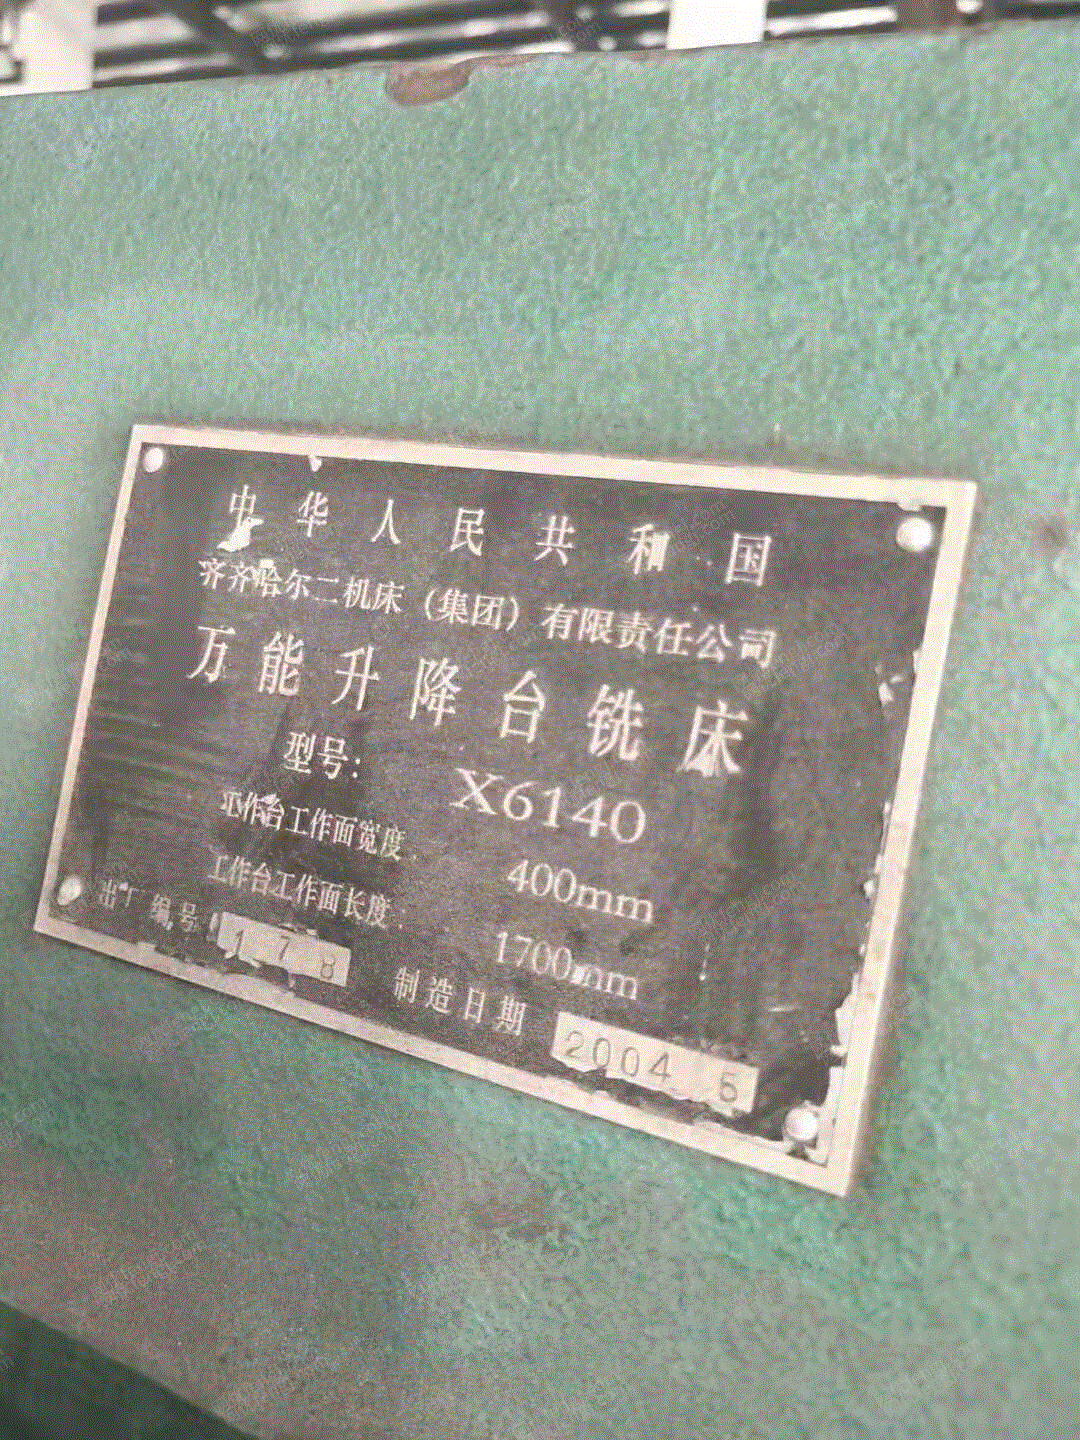 中华人民共和国
齐齐哈尔二机床（集团）有限责任公司
万能升降台铣床
型号: X6140
工作台工作面宽度: 400mm
工作台工作面长度: 1700mm
出厂编号 178 制造日期 2004 5